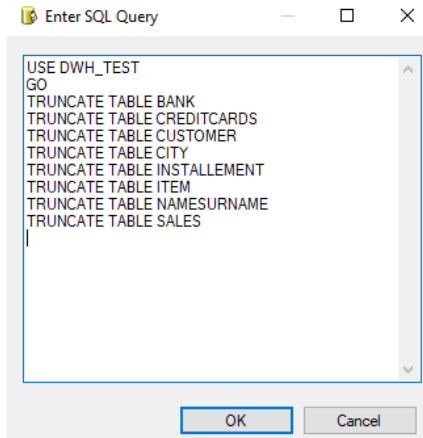 Enter SQL Query
USE DWH_TEST
GO
TRUNCATE TABLE BANK
TRUNCATE TABLE CREDITCARDS
TRUNCATE TABLE CUSTOMER
TRUNCATE TABLE CITY
TRUNCATE TABLE INSTALLEMENT
TRUNCATE TABLE ITEM
TRUNCATE TABLE NAMESURNAME
TRUNCATE TABLE SALES
OK Cancel